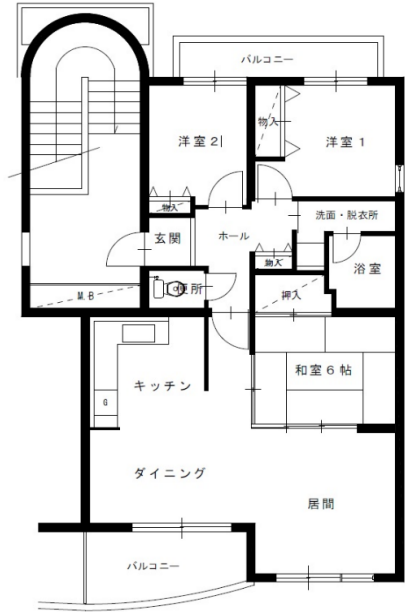 バルコニー
物入
洋室2
洋室1
物入
洗面・脱衣所
玄関
ホール
物入
浴室
便所
押入
M.B
和室6帖
キッチン
G
ダイニング
居間
バルコニー